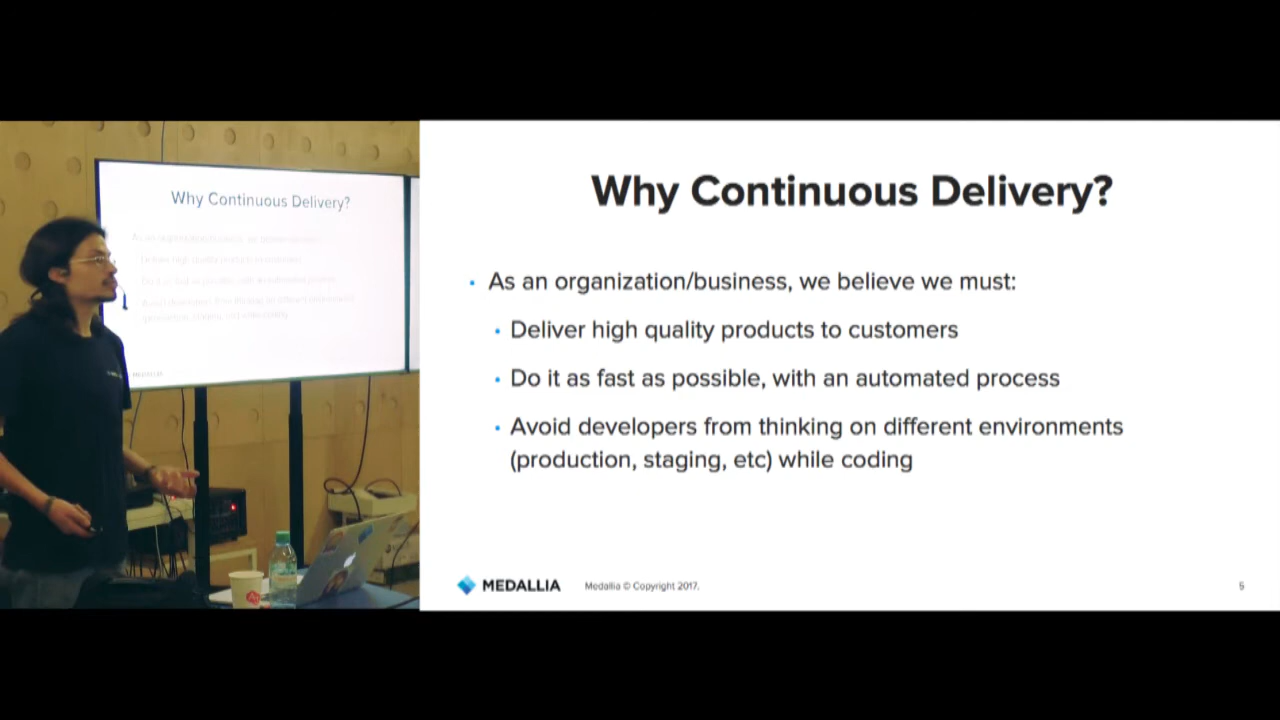 Why Continuous Delivery?
Why Continuous Delivery?
• As an organization/business, we believe we must:
• Deliver high quality products to customers
• Do it as fast as possible, with an automated process
• Avoid developers from thinking on different environments
(production, staging, etc) while coding
MEDALLIA
Medallia © Copyright 2017.
5